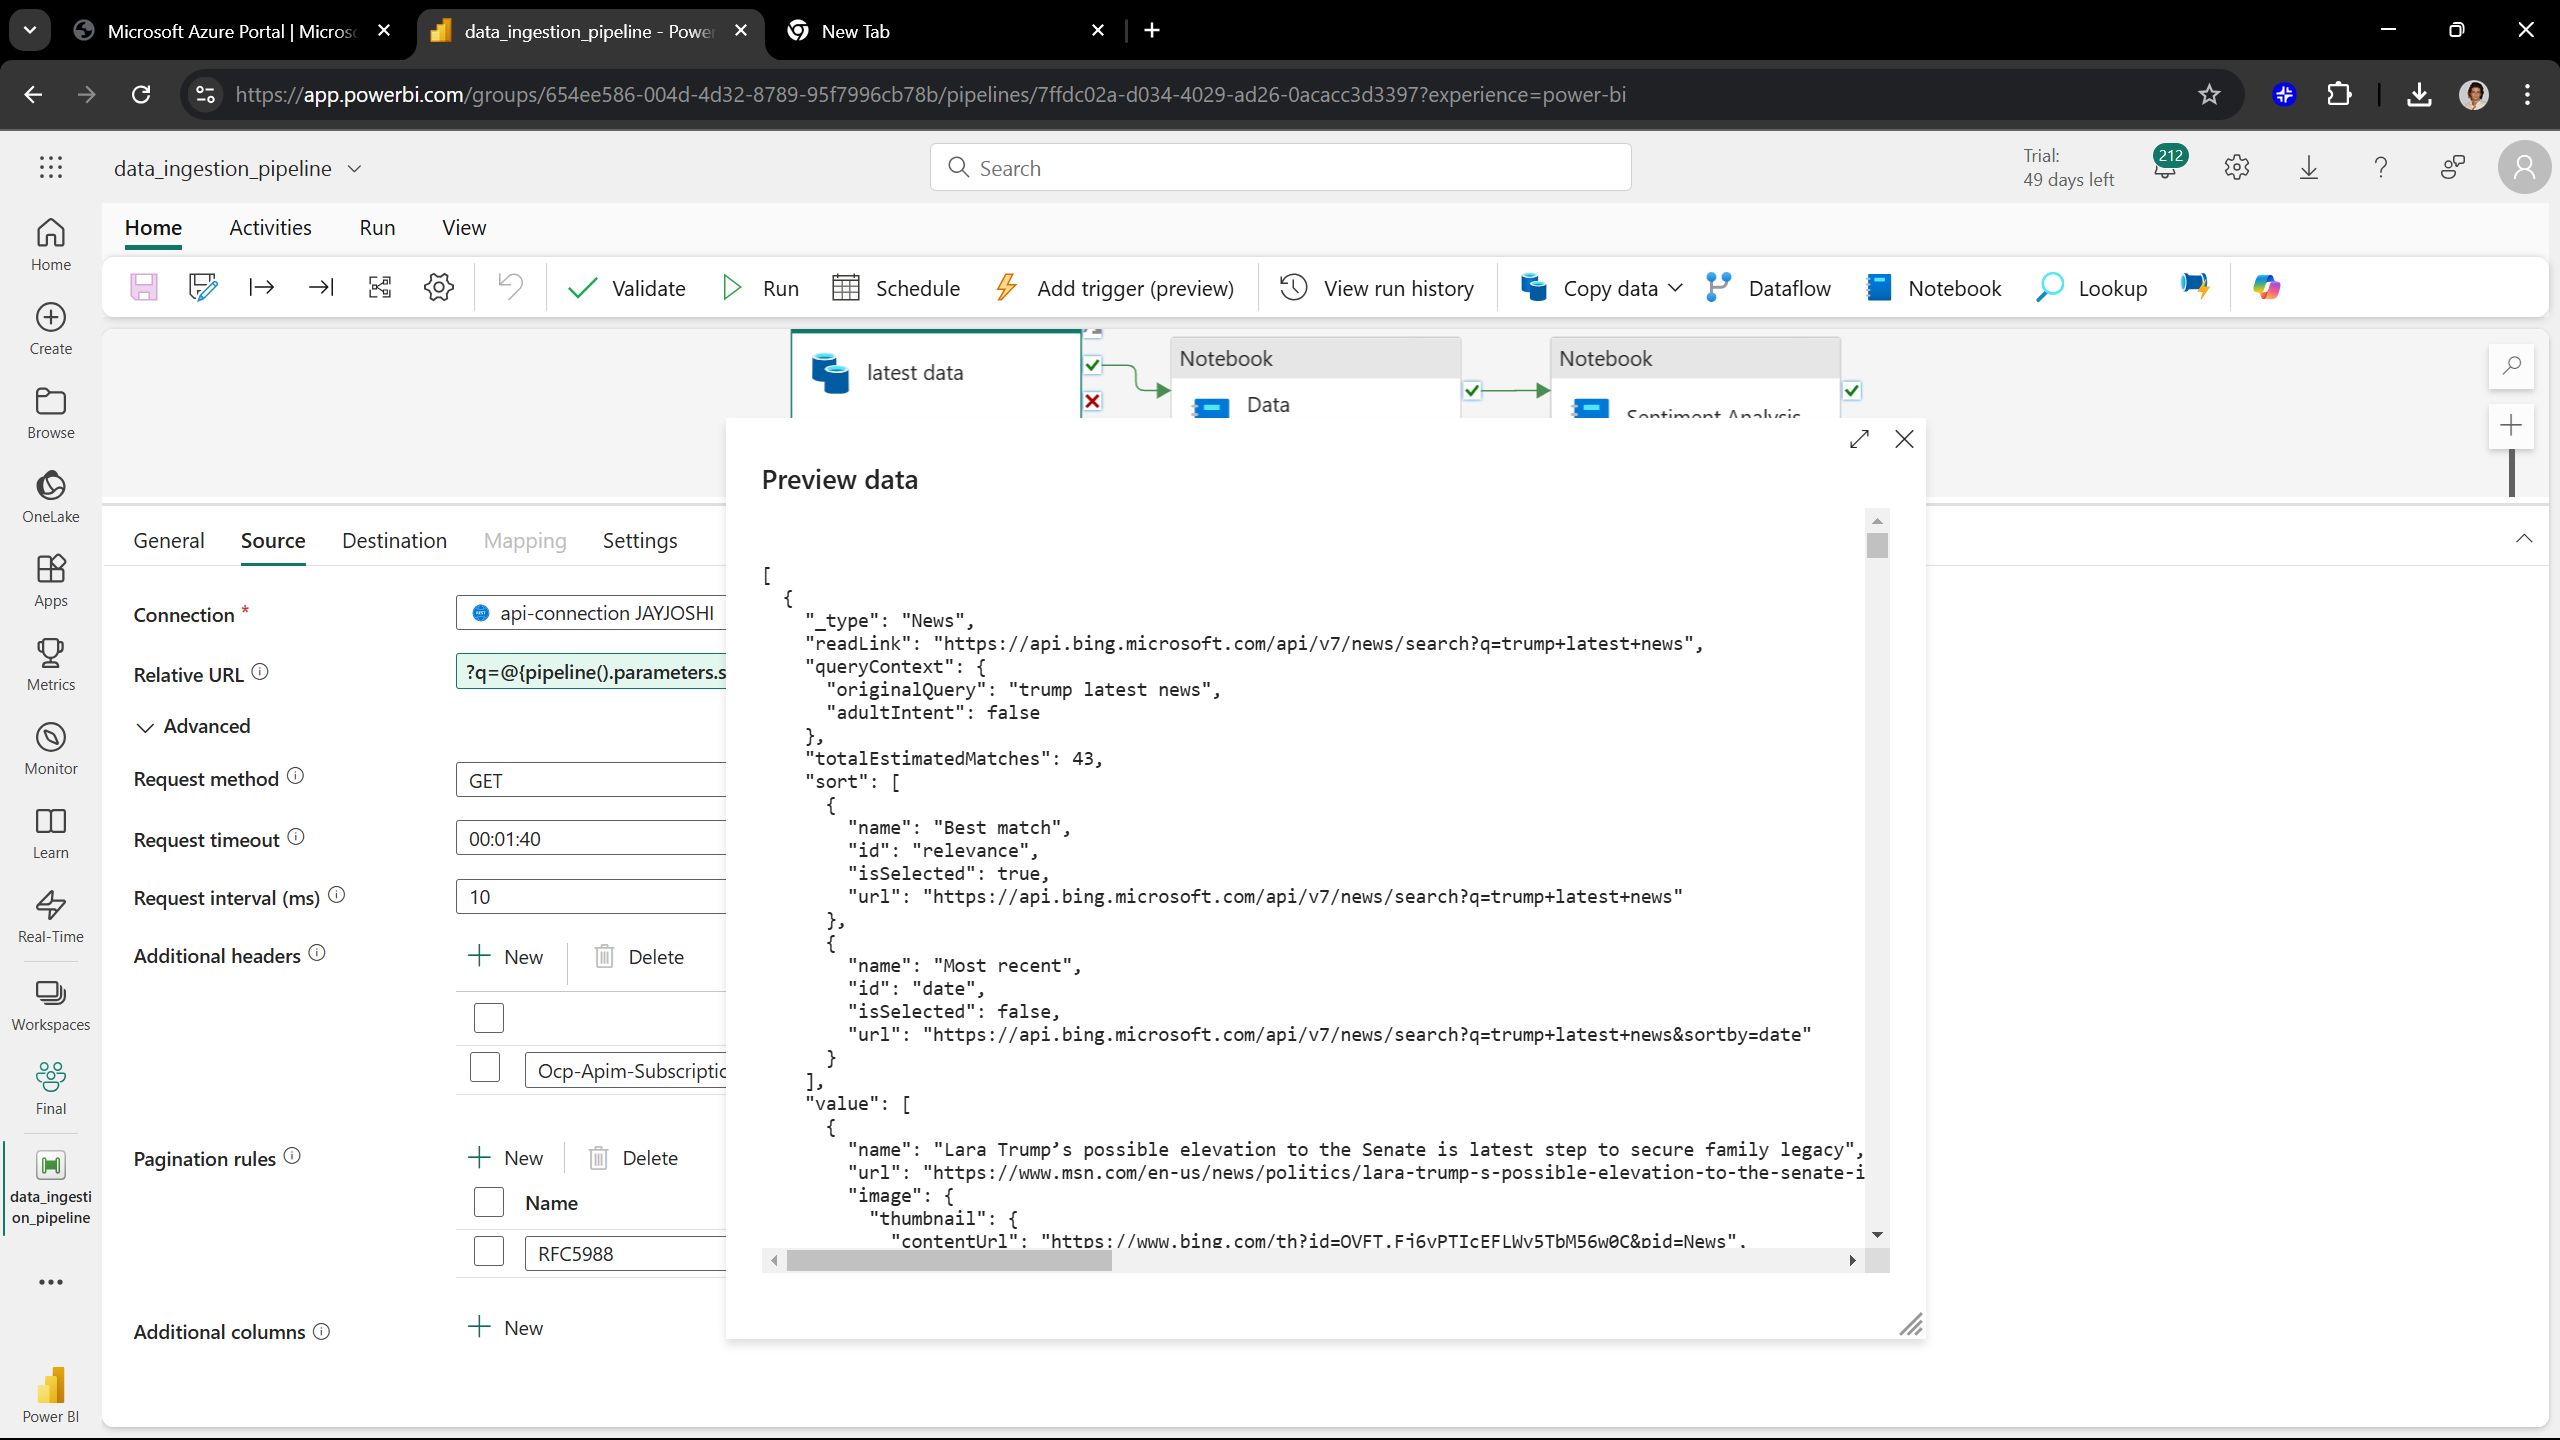 Microsoft Azure Portal | Micros
data_ingestion_pipeline - Power
New Tab
https://app.powerbi.com/groups/654ee586-004d-4d32-8789-95f7996cb78b/pipelines/7ffdc02a-d034-4029-ad26-0acacc3d3397?experience=power-bi
data_ingestion_pipeline
Search
Trial:
49 days left
212
Home Activities Run View
Validate Run Schedule Add trigger (preview) View run history Copy data Dataflow Notebook Lookup
Home
Create
Browse
OneLake
Apps
Metrics
Monitor
Learn
Real-Time
Workspaces
Final
data_ingesti
on_pipeline
Power BI
latest data
Notebook
Data
Notebook
Sentiment Analysis
General Source Destination Mapping Settings
Connection *
api-connection JAYJOSHI
Relative URL
?q=@{pipeline().parameters.s
Advanced
Request method
GET
Request timeout
00:01:40
Request interval (ms)
10
Additional headers
New Delete
Ocp-Apim-Subscriptio
Pagination rules
New Delete
Name
RFC5988
Additional columns
New
Preview data
[
{
"_type": "News",
"readLink": "https://api.bing.microsoft.com/api/v7/news/search?q=trump+latest+news",
"queryContext": {
"originalQuery": "trump latest news",
"adultIntent": false
},
"totalEstimatedMatches": 43,
"sort": [
{
"name": "Best match",
"id": "relevance",
"isSelected": true,
"url": "https://api.bing.microsoft.com/api/v7/news/search?q=trump+latest+news"
},
{
"name": "Most recent",
"id": "date",
"isSelected": false,
"url": "https://api.bing.microsoft.com/api/v7/news/search?q=trump+latest+news&sortby=date"
}
],
"value": [
{
"name": "Lara Trump’s possible elevation to the Senate is latest step to secure family legacy",
"url": "https://www.msn.com/en-us/news/politics/lara-trump-s-possible-elevation-to-the-senate-i
"image": {
"thumbnail": {
"contentUrl": "https://www.bing.com/th?id=OVFT.Fj6vPTIcEFLWv5TbM56w0C&pid=News",